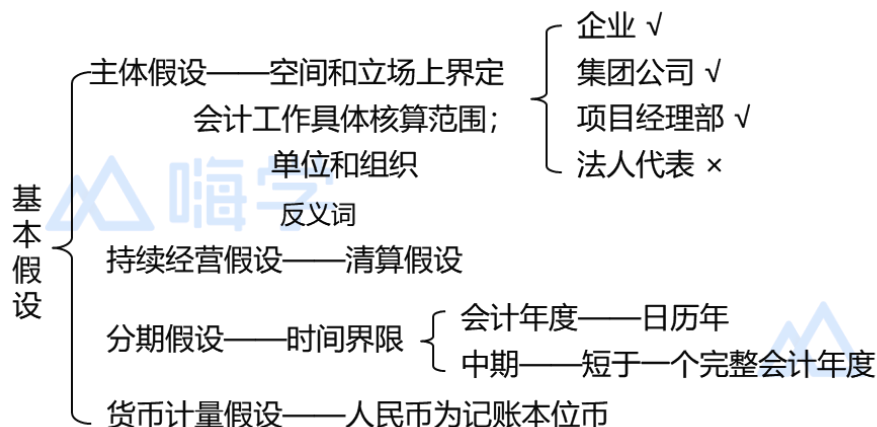 基本假设
主体假设——空间和立场上界定
会计工作具体核算范围；
单位和组织
企业 √
集团公司 √
项目经理部 √
法人代表 ×
反义词
持续经营假设——清算假设
分期假设——时间界限
会计年度——日历年
中期——短于一个完整会计年度
货币计量假设——人民币为记账本位币
嗨学